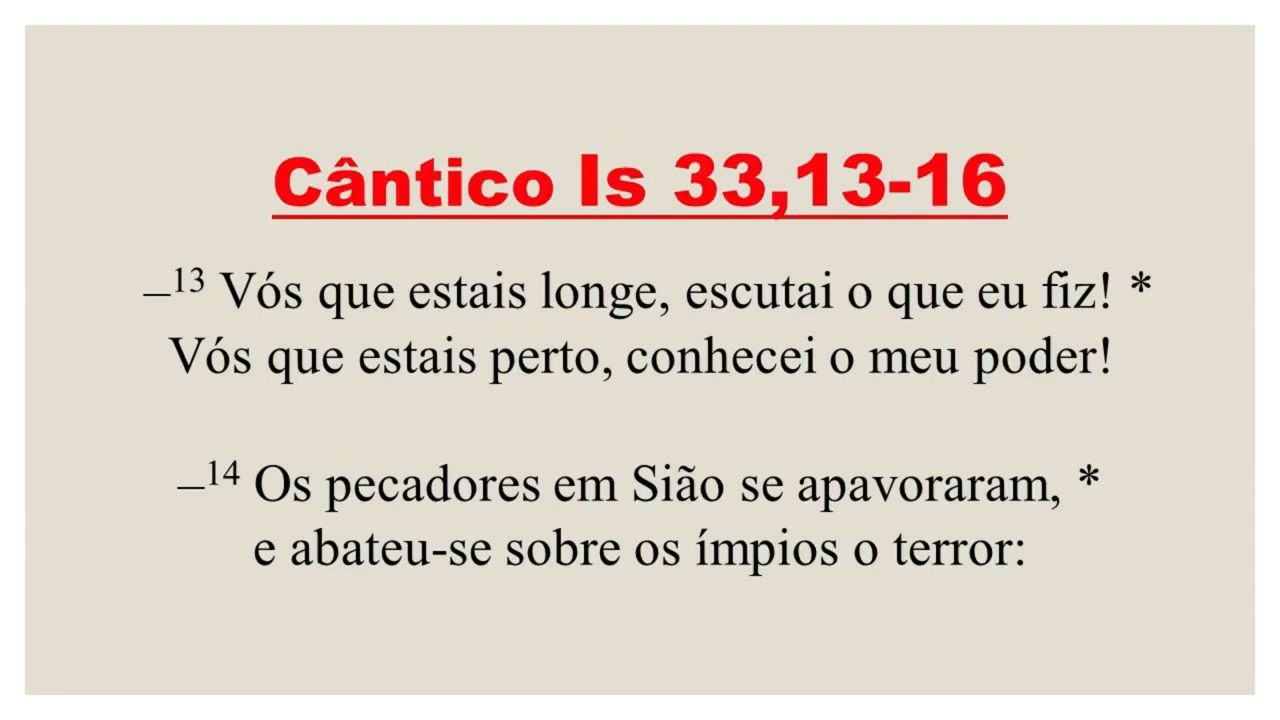 Cântico Is 33,13-16
–¹³ Vós que estais longe, escutai o que eu fiz! *
Vós que estais perto, conhecei o meu poder!
–¹⁴ Os pecadores em Sião se apavoraram, *
e abateu-se sobre os ímpios o terror: